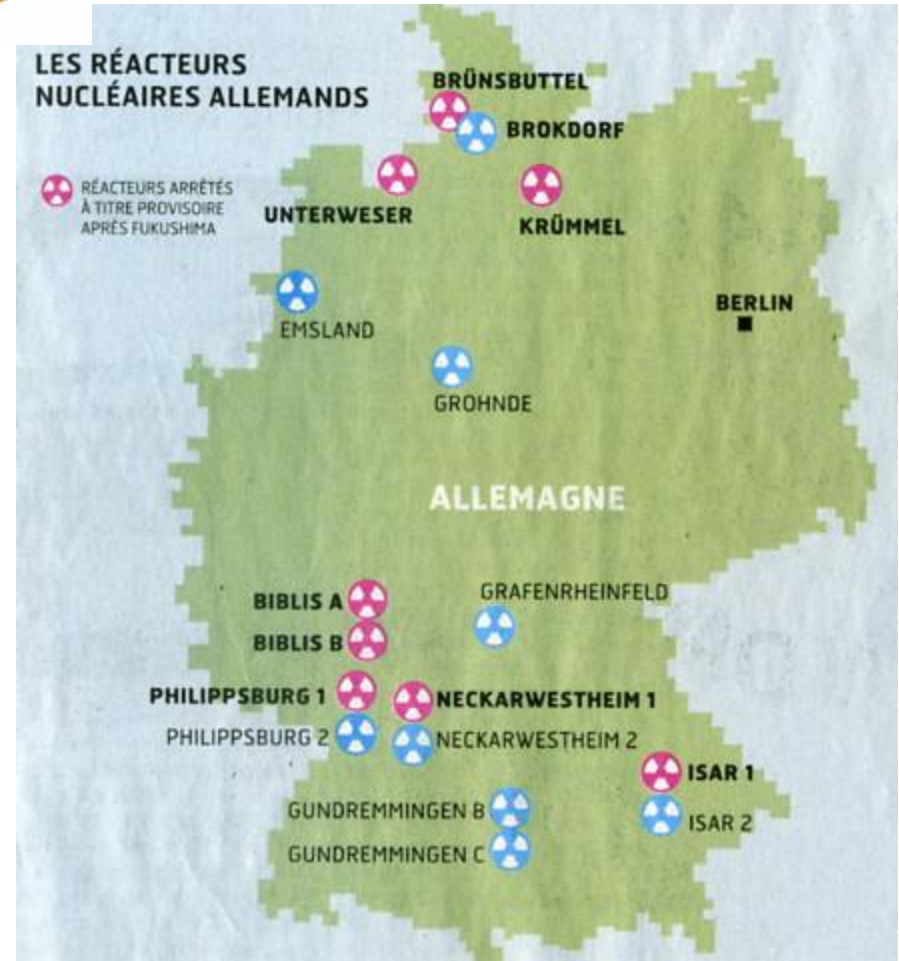 LES RÉACTEURS
NUCLÉAIRES ALLEMANDS
RÉACTEURS ARRÊTÉS
À TITRE PROVISOIRE
APRÈS FUKUSHIMA
BRÜNSBUTTEL
BROKDORF
UNTERWESER
KRÜMMEL
EMSLAND
BERLIN
GROHNDE
ALLEMAGNE
GRAFENRHEINFELD
BIBLIS A
BIBLIS B
PHILIPPSBURG 1
NECKARWESTHEIM 1
PHILIPPSBURG 2
NECKARWESTHEIM 2
ISAR 1
GUNDREMMINGEN B
ISAR 2
GUNDREMMINGEN C